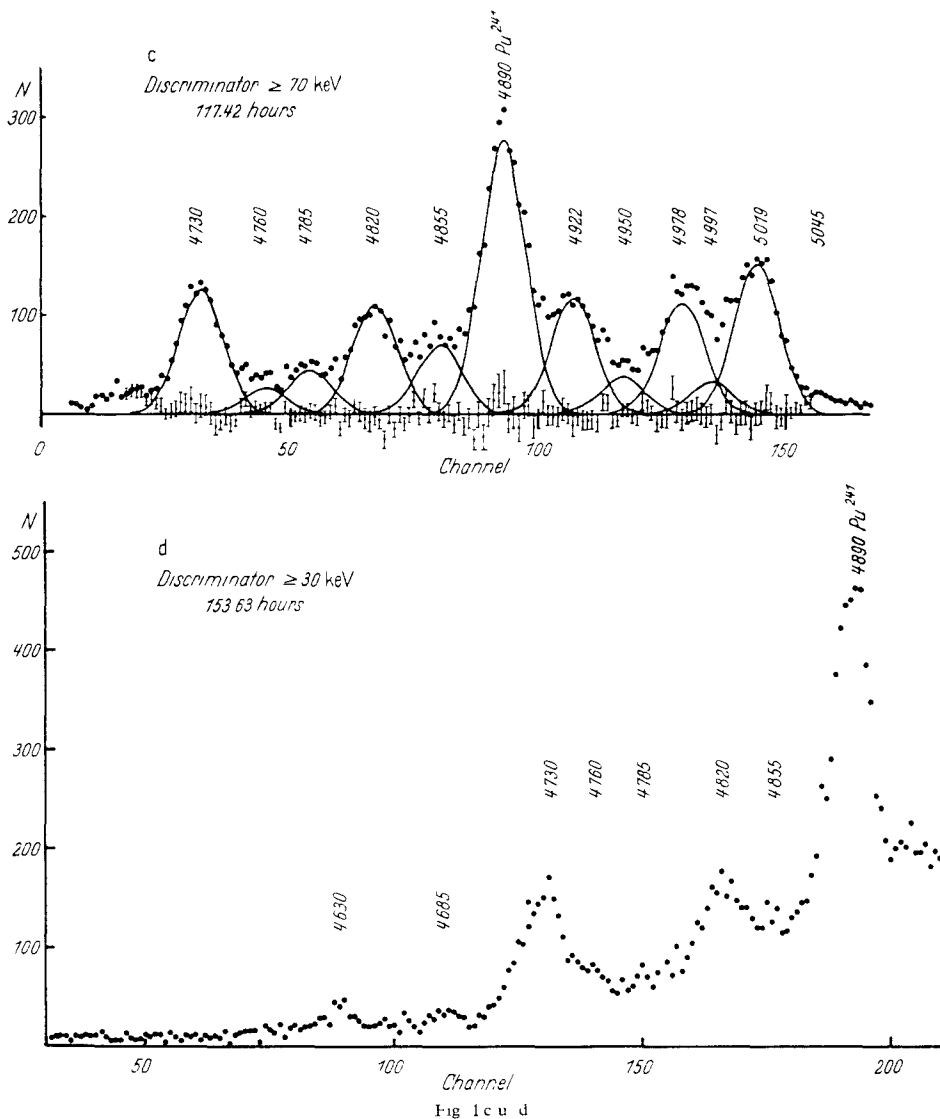 c
Discriminator ≥ 70 keV
117.42 hours
N
300
200
100
4730
4760
4785
4820
4855
4890 Pu²⁴¹
4922
4950
4978
4997
5019
5045
0
50
100
150
Channel
d
Discriminator ≥ 30 keV
153 63 hours
N
500
400
300
200
100
4630
4685
4730
4760
4785
4820
4855
4890 Pu²⁴¹
50
100
150
200
Channel
Fig 1 c u d